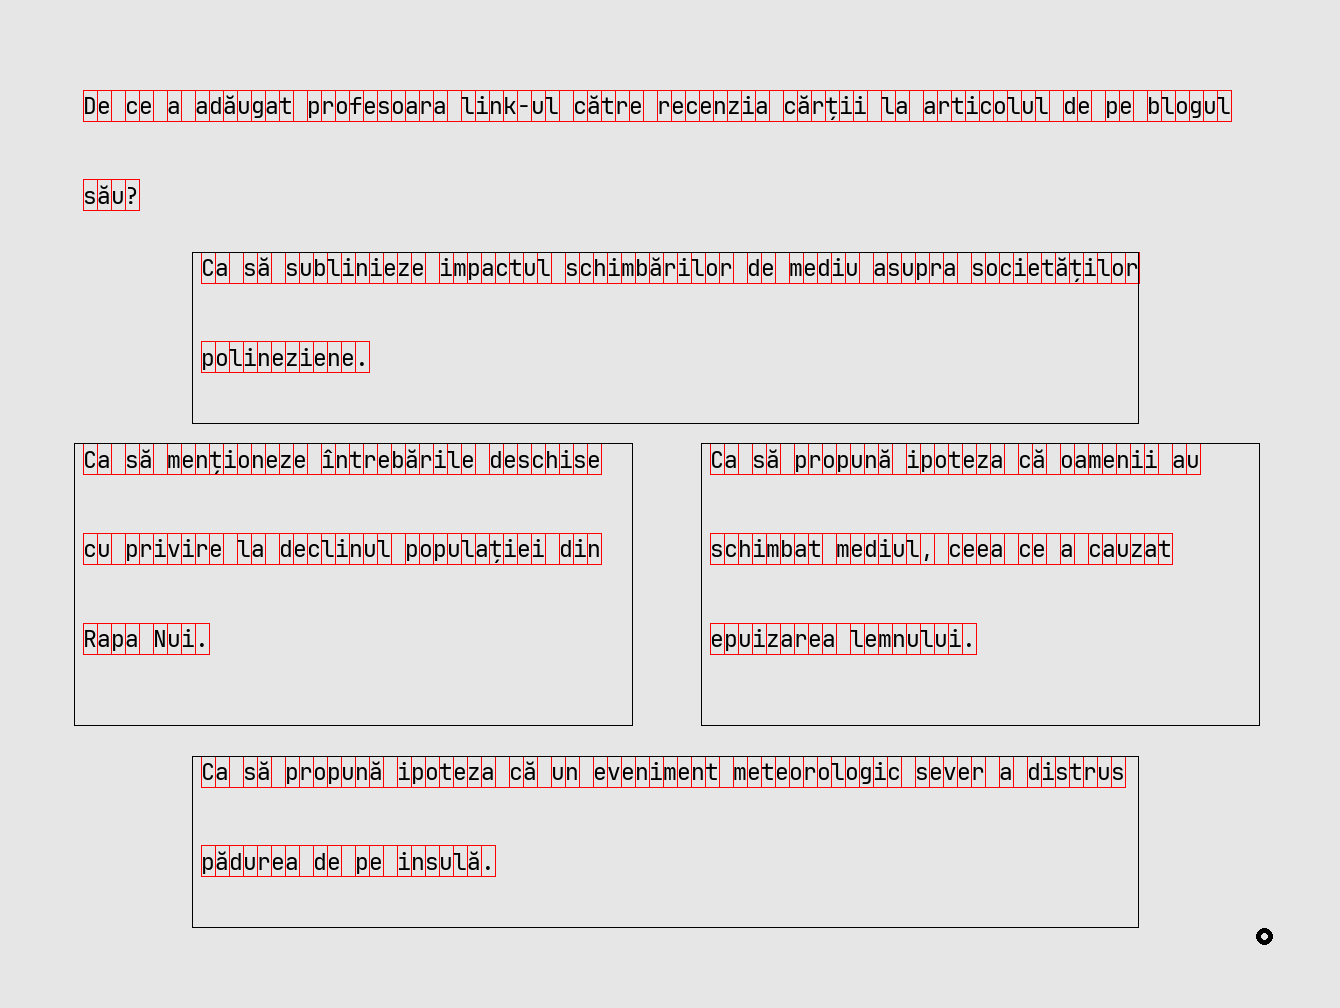 De ce a adăugat profesoara link-ul către recenzia cărții la articolul de pe blogul
său?
Ca să sublinieze impactul schimbărilor de mediu asupra societăților
polineziene.
Ca să menționeze întrebările deschise
cu privire la declinul populației din
Rapa Nui.
Ca să propună ipoteza că oamenii au
schimbat mediul, ceea ce a cauzat
epuizarea lemnului.
Ca să propună ipoteza că un eveniment meteorologic sever a distrus
pădurea de pe insulă.